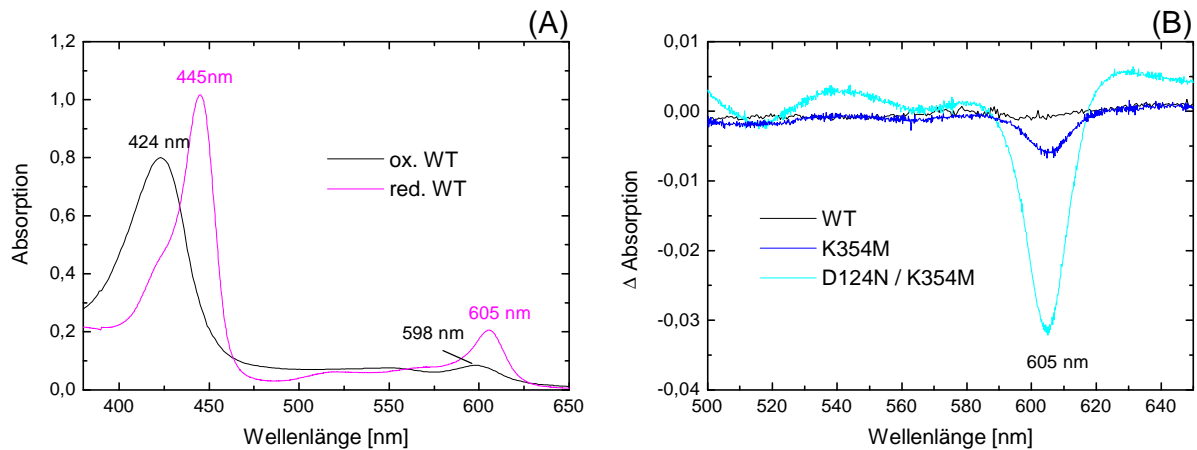 (A)
1,2
1,0
0,8
0,6
0,4
0,2
0,0
Absorption
445nm
424 nm
ox. WT
red. WT
598 nm
605 nm
400 450 500 550 600 650
Wellenlänge [nm]
(B)
0,01
0,00
-0,01
-0,02
-0,03
-0,04
Δ Absorption
WT
K354M
D124N / K354M
605 nm
500 520 540 560 580 600 620 640
Wellenlänge [nm]